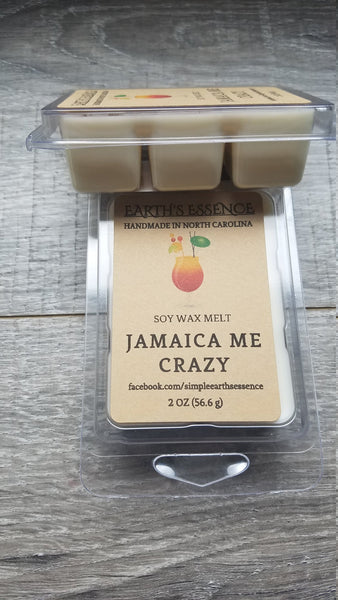 EARTH'S ESSENCE
HANDMADE IN NORTH CAROLINA
SOY WAX MELT
JAMAICA ME
CRAZY
facebook.com/simpleearthsessence
2 OZ (56.6 g)